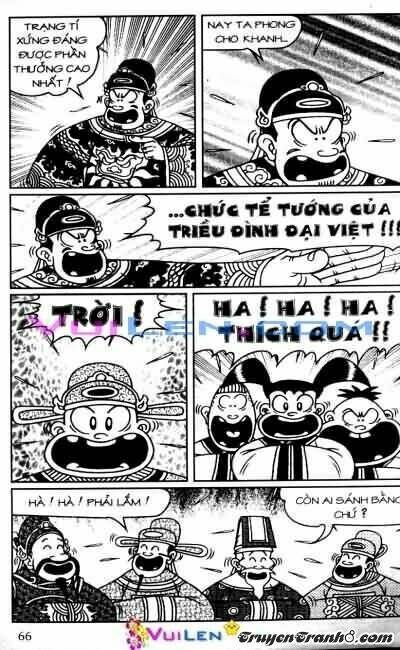 TRẠNG TÍ
XỨNG ĐÁNG
ĐƯỢC PHẦN
THƯỞNG CAO
NHẤT !
NAY TA PHONG
CHO KHANH...
...CHỨC TỂ TƯỚNG CỦA
TRIỀU ĐÌNH ĐẠI VIỆT !!!
TRỜI !
HA ! HA ! HA !
THÍCH QUÁ !!
VUILEN.COM
HÀ ! HÀ ! PHẢI LẮM !
CÒN AI SÁNH BẰNG
CHỨ ?
66
VUILEN
TruyenTranh8.com